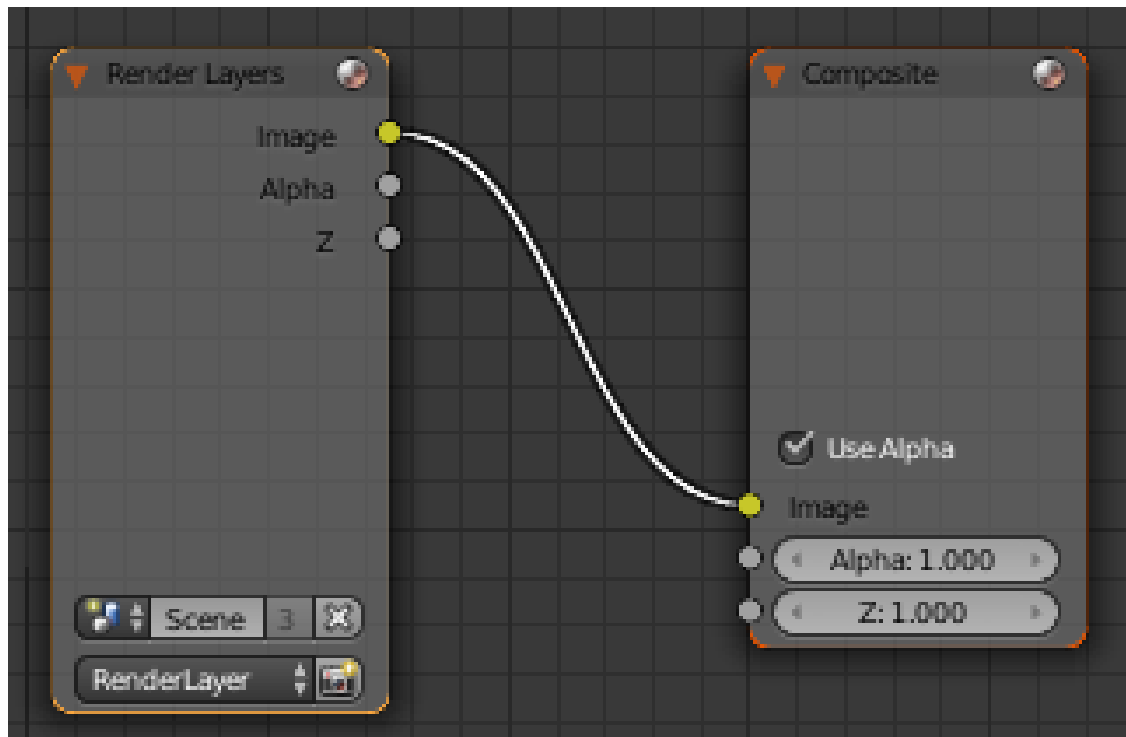 Render Layers
Image
Alpha
Z
Scene 3
RenderLayer
Composite
Use Alpha
Image
Alpha: 1.000
Z: 1.000